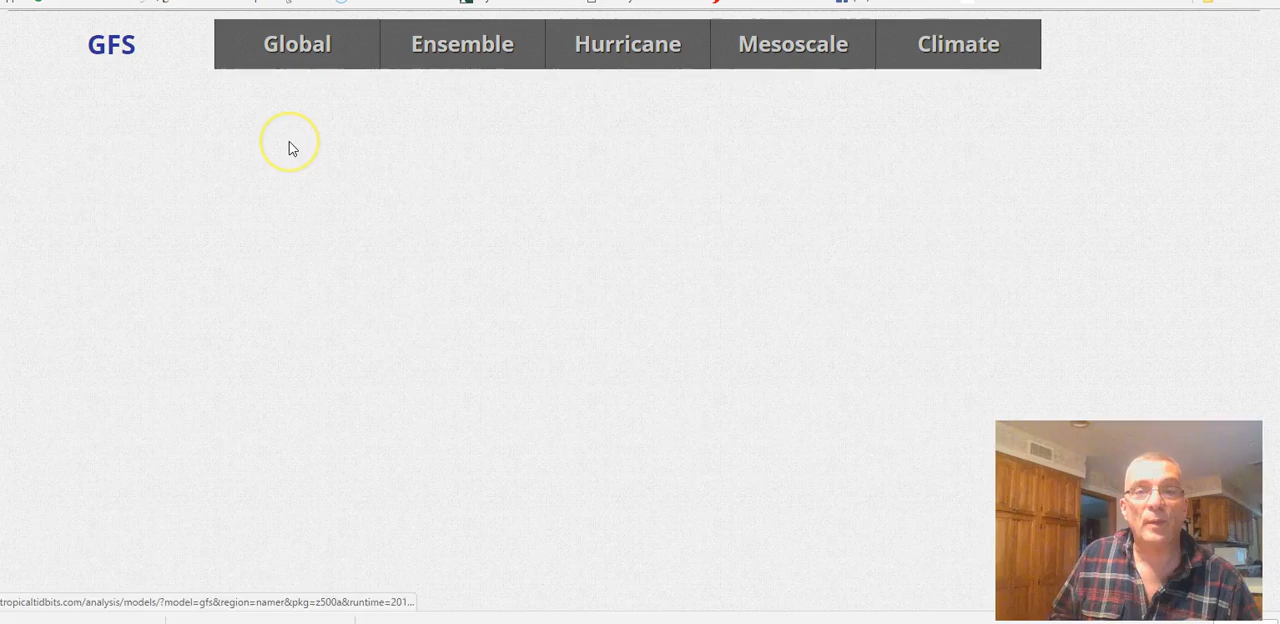 GFS Global Ensemble Hurricane Mesoscale Climate
tropicaltidbits.com/analysis/models/?model=gfs&region=namer&pkg=z500a&runtime=201...